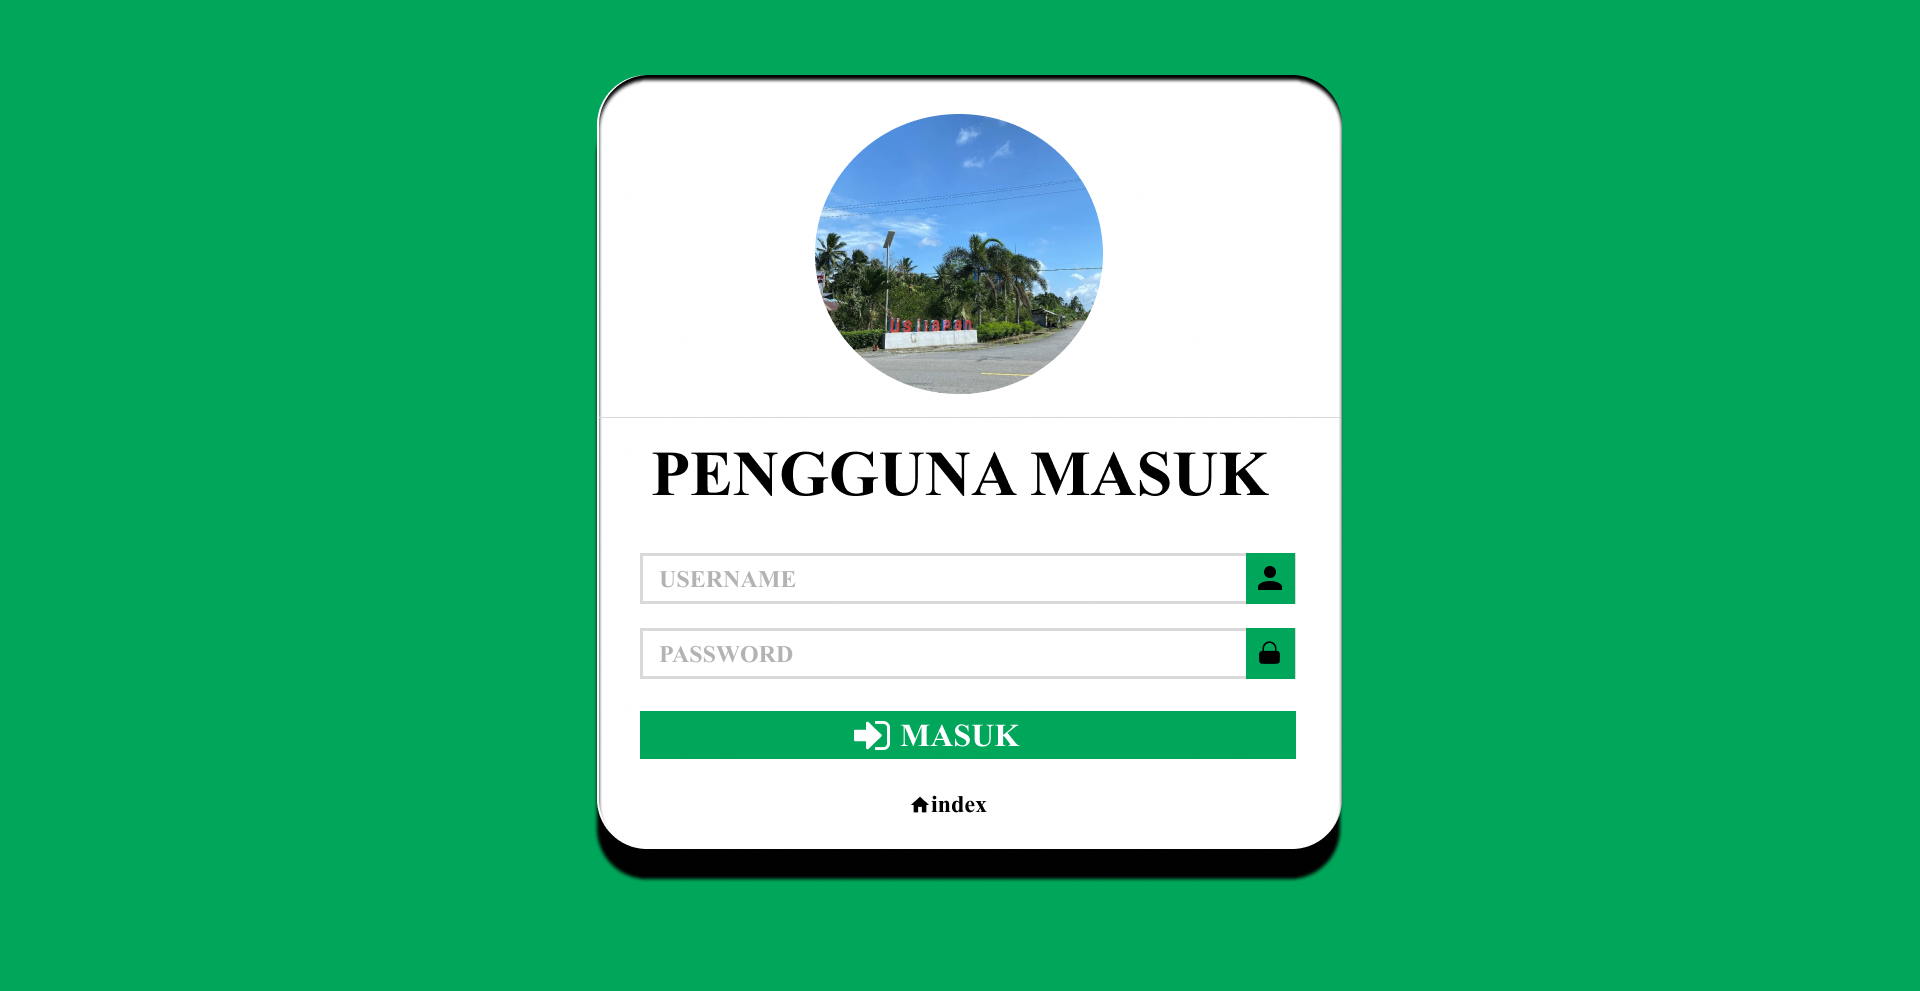 PENGGUNA MASUK
USERNAME
PASSWORD
MASUK
index